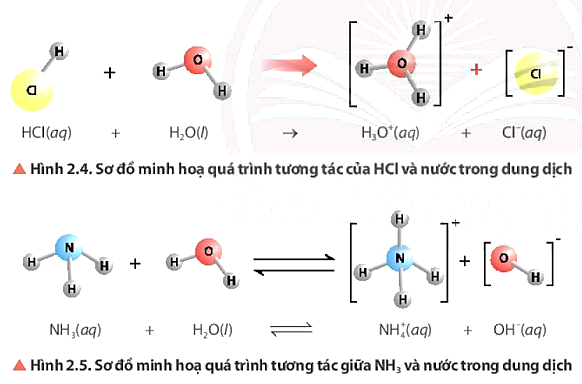 H + H O H → [H H O H]⁺ + [Cl]⁻
Cl
HCl(aq) + H₂O(l) → H₃O⁺(aq) + Cl⁻(aq)
▲ Hình 2.4. Sơ đồ minh hoạ quá trình tương tác của HCl và nước trong dung dịch
N H H H + O H H ⇌ [H N H H H]⁺ + [O H]⁻
NH₃(aq) + H₂O(l) ⇌ NH₄⁺(aq) + OH⁻(aq)
▲ Hình 2.5. Sơ đồ minh hoạ quá trình tương tác giữa NH₃ và nước trong dung dịch